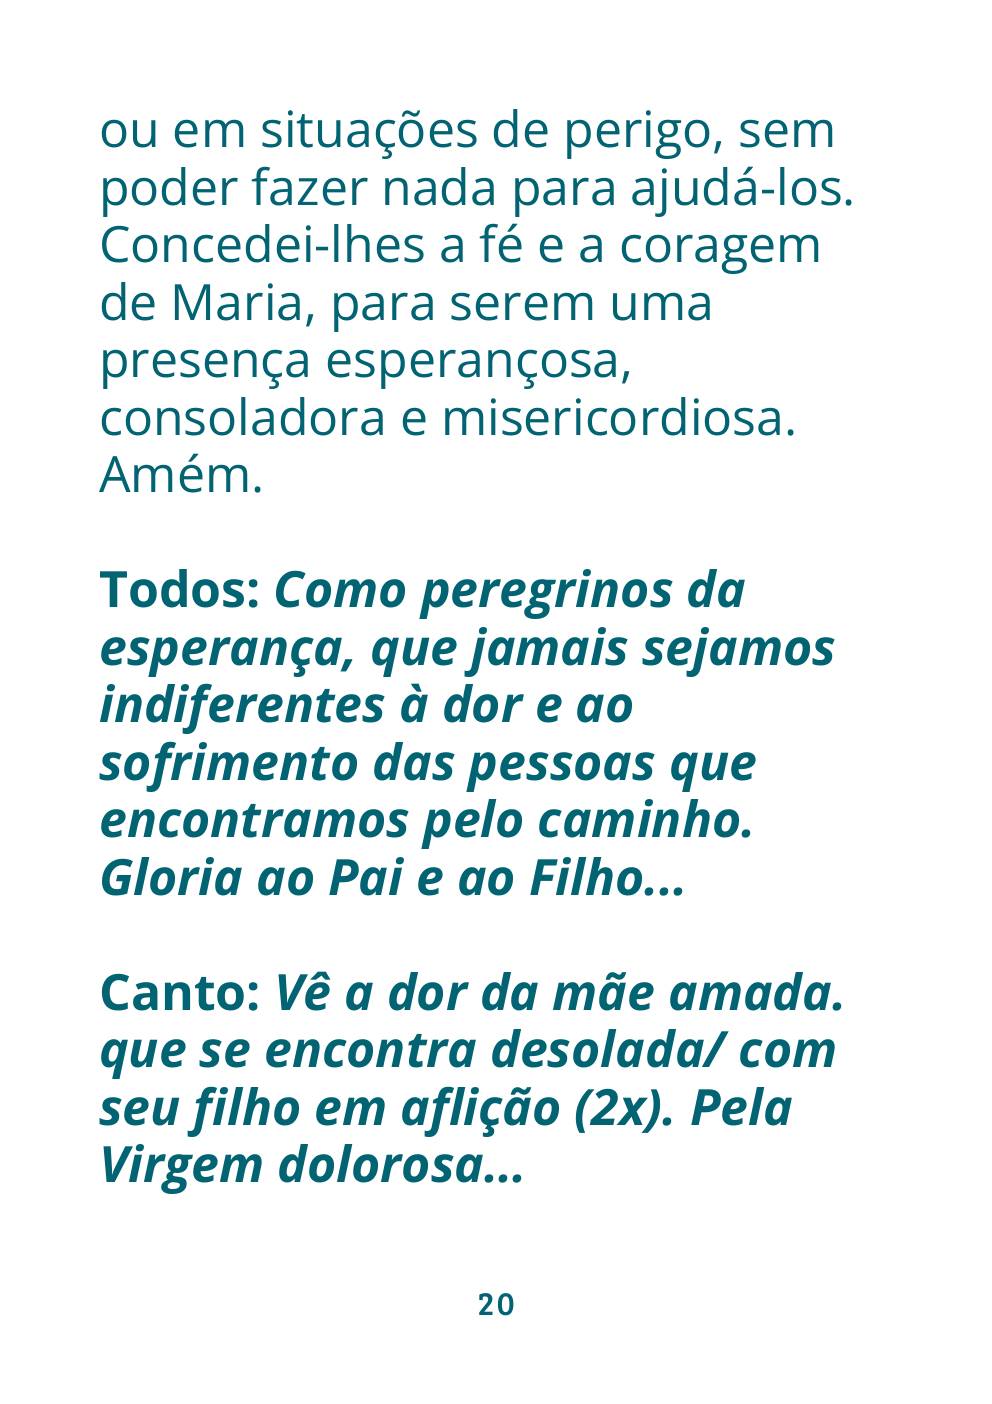 ou em situações de perigo, sem
poder fazer nada para ajudá-los.
Concedei-lhes a fé e a coragem
de Maria, para serem uma
presença esperançosa,
consoladora e misericordiosa.
Amém.
Todos: Como peregrinos da
esperança, que jamais sejamos
indiferentes à dor e ao
sofrimento das pessoas que
encontramos pelo caminho.
Gloria ao Pai e ao Filho...
Canto: Vê a dor da mãe amada.
que se encontra desolada/ com
seu filho em aflição (2x). Pela
Virgem dolorosa...
20